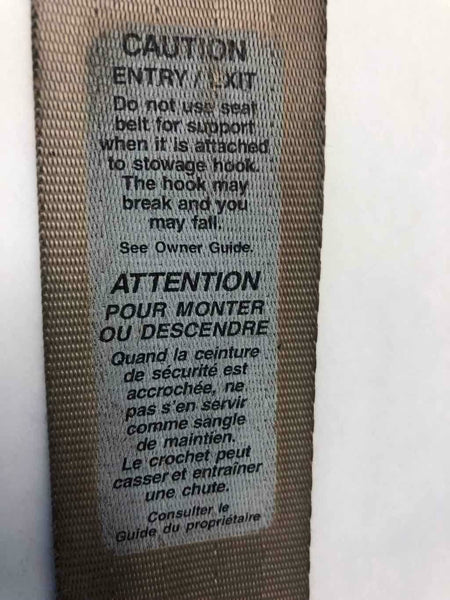 CAUTION
ENTRY / EXIT
Do not use seat
belt for support
when it is attached
to stowage hook.
The hook may
break and you
may fall.
See Owner Guide.
ATTENTION
POUR MONTER
OU DESCENDRE
Quand la ceinture
de sécurité est
accrochée, ne
pas s'en servir
comme sangle
de maintien.
Le crochet peut
casser et entraîner
une chute.
Consulter le
Guide du propriétaire